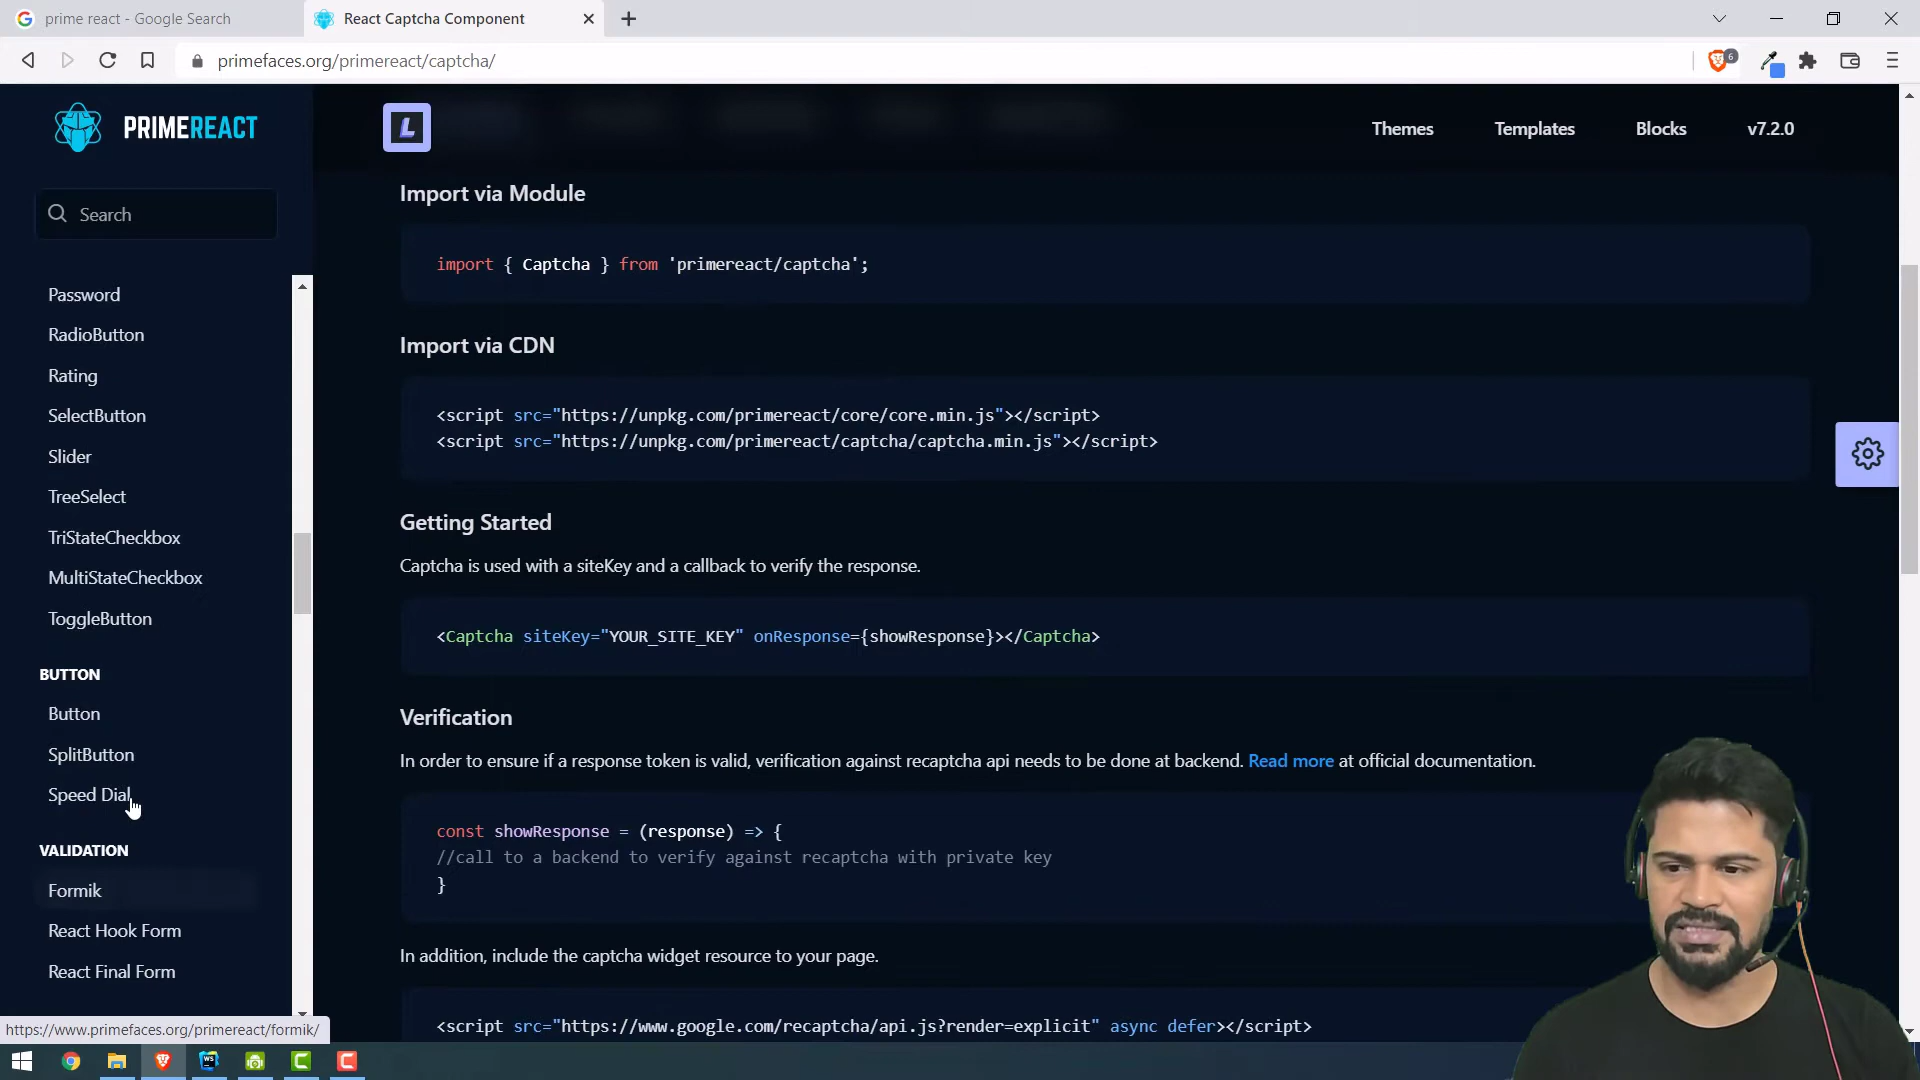 prime react - Google Search
React Captcha Component
primefaces.org/primereact/captcha/
6
PRIMEREACT
L
Themes
Templates
Blocks
v7.2.0
Search
Password
RadioButton
Rating
SelectButton
Slider
TreeSelect
TriStateCheckbox
MultiStateCheckbox
ToggleButton
BUTTON
Button
SplitButton
Speed Dial
VALIDATION
Formik
React Hook Form
React Final Form
https://www.primefaces.org/primereact/formik/
Import via Module
import { Captcha } from 'primereact/captcha';
Import via CDN
<script src="https://unpkg.com/primereact/core/core.min.js"></script>
<script src="https://unpkg.com/primereact/captcha/captcha.min.js"></script>
Getting Started
Captcha is used with a siteKey and a callback to verify the response.
<Captcha siteKey="YOUR_SITE_KEY" onResponse={showResponse}></Captcha>
Verification
In order to ensure if a response token is valid, verification against recaptcha api needs to be done at backend. Read more at official documentation.
const showResponse = (response) => {
//call to a backend to verify against recaptcha with private key
}
In addition, include the captcha widget resource to your page.
<script src="https://www.google.com/recaptcha/api.js?render=explicit" async defer></script>
WS